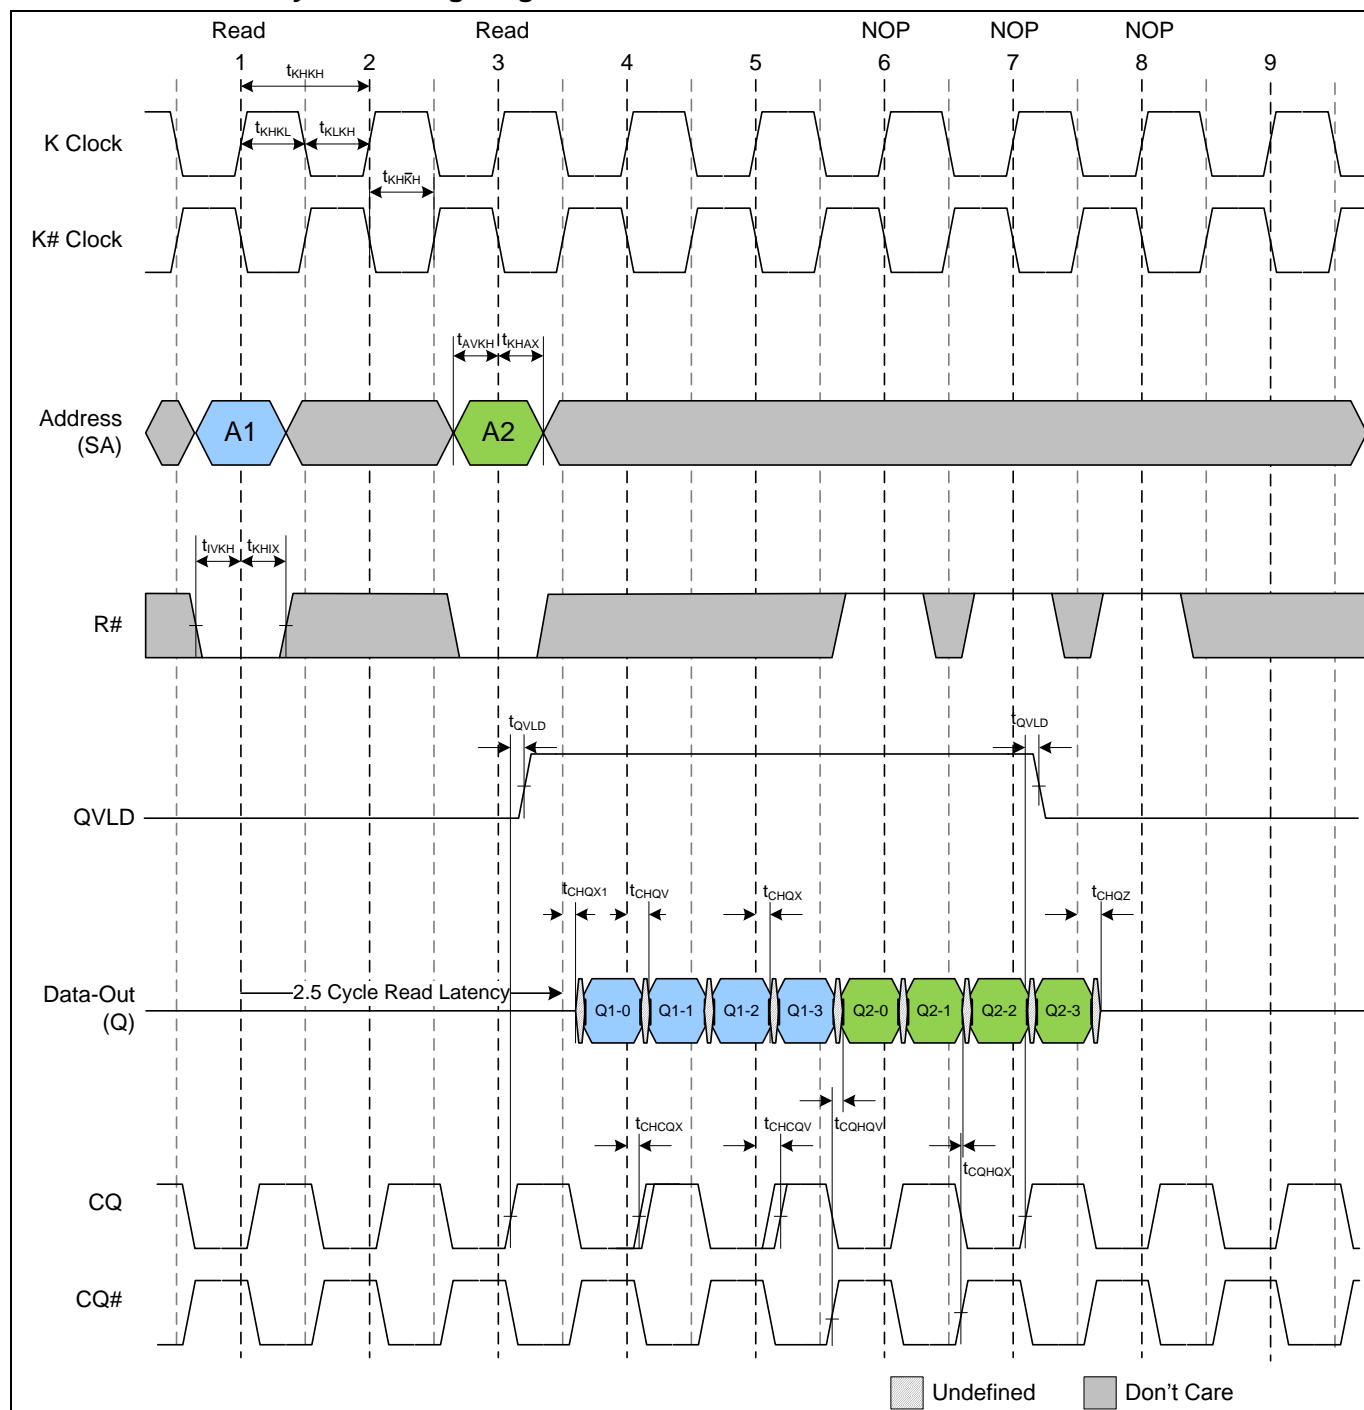 Read Read NOP NOP NOP
1 2 3 4 5 6 7 8 9
tKHKH
K Clock
tKHKL tKLKH
tKHK̅H
K# Clock
tAVKH tKHAX
Address
(SA)
A1 A2
tIVKH tKHIX
R#
tQVLD tQVLD
QVLD
tCHQX1 tCHQV tCHQX tCHQZ
Data-Out
(Q)
2.5 Cycle Read Latency
Q1-0 Q1-1 Q1-2 Q1-3 Q2-0 Q2-1 Q2-2 Q2-3
tCHCQX tCHCQV tCQHQV
tCQHQX
CQ
CQ#
Undefined Don't Care